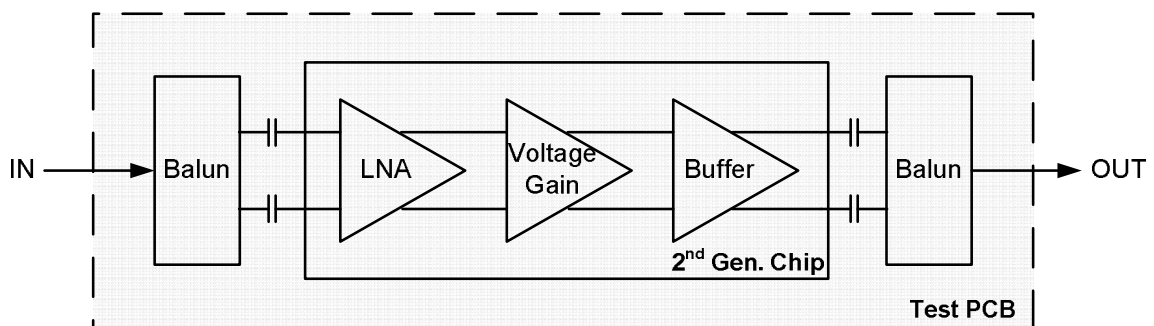 IN
Balun
LNA
Voltage
Gain
Buffer
Balun
OUT
2nd Gen. Chip
Test PCB